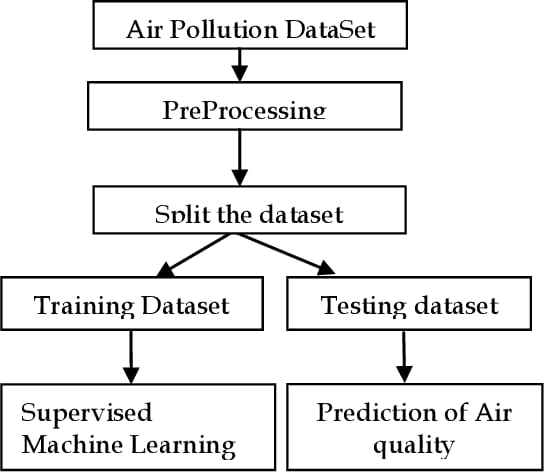 Air Pollution DataSet
PreProcessing
Split the dataset
Training Dataset
Testing dataset
Supervised
Machine Learning
Prediction of Air
quality